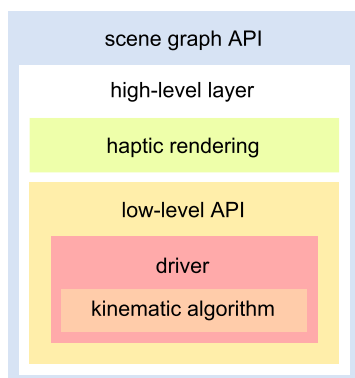 scene graph API
high-level layer
haptic rendering
low-level API
driver
kinematic algorithm